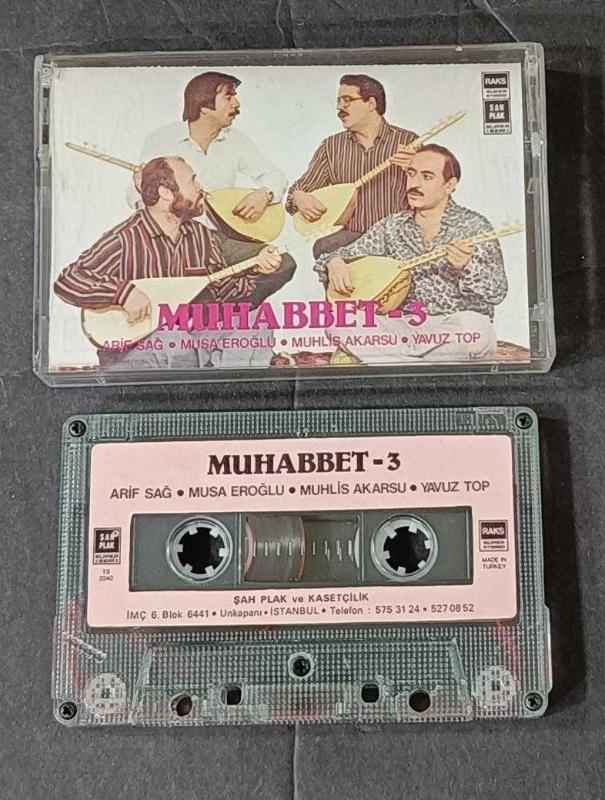 RAKS
ŞAH
PLAK
MUHABBET - 3
ARİF SAĞ • MUSA EROĞLU • MUHLİS AKARSU • YAVUZ TOP
MUHABBET - 3
ARİF SAĞ • MUSA EROĞLU • MUHLİS AKARSU • YAVUZ TOP
ŞAH
PLAK
TS
2240
RAKS
MADE IN
TURKEY
ŞAH PLAK ve KASETÇİLİK
İMÇ 6. Blok 6441 • Unkapanı • İSTANBUL • Telefon : 575 31 24 • 527 08 52